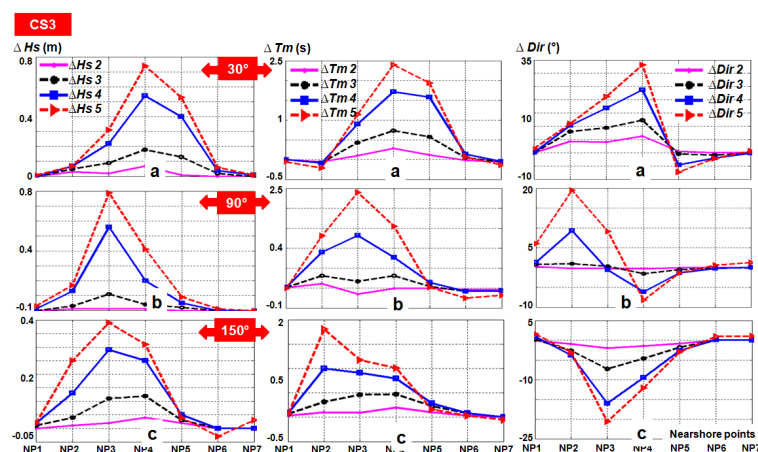 CS3
Δ Hs (m) 30° Δ Tm (s) Δ Dir (°)
0.8 2.5 35
ΔHs 2 ΔTm 2 ΔDir 2
ΔHs 3 ΔTm 3 ΔDir 3
ΔHs 4 ΔTm 4 ΔDir 4
ΔHs 5 ΔTm 5 ΔDir 5
0.4 1 10
0 a -0.5 a -10 a
90°
0.8 2.5 20
0.4 0.4
-0.1 b -0.1 b -10 b
150°
0.4 2 5
0.2 0.5 -10
-0.05 c -0.5 c -25 c Nearshore points
NP1 NP2 NP3 NP4 NP5 NP6 NP7 NP1 NP2 NP3 NP5 NP6 NP7 NP1 NP2 NP3 NP4 NP5 NP6 NP7